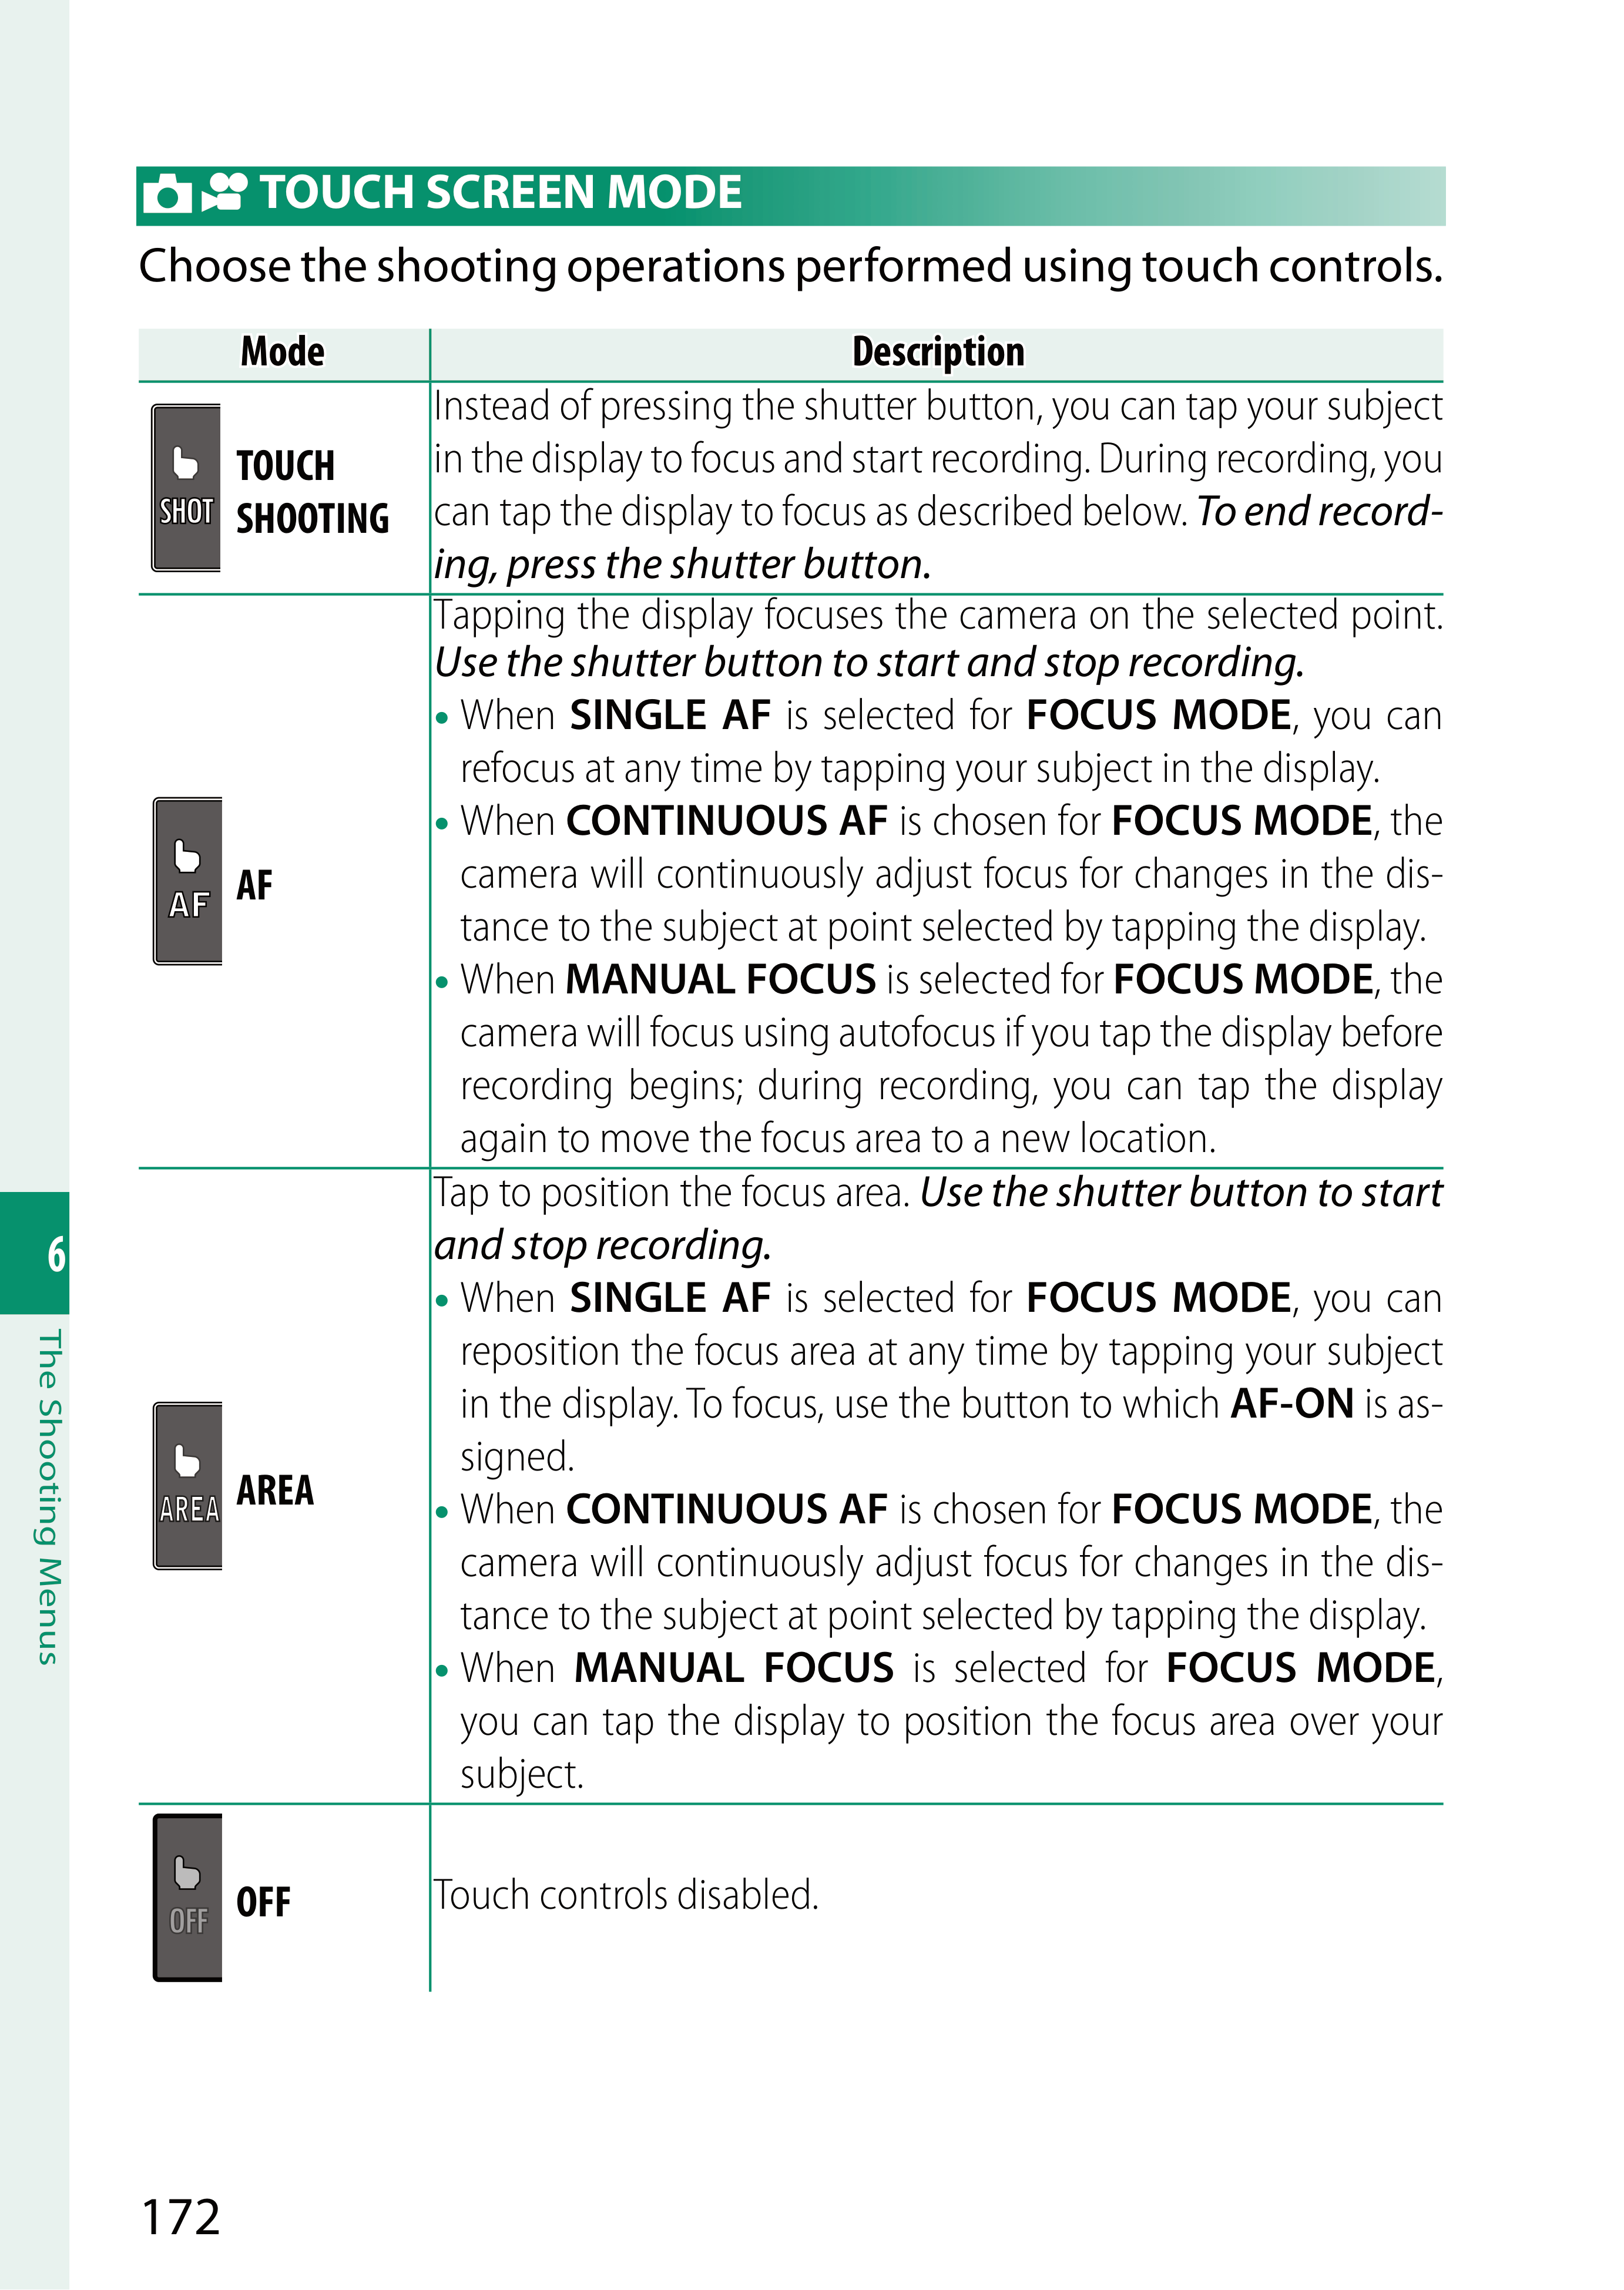 TOUCH SCREEN MODE
Choose the shooting operations performed using touch controls.
Mode
Description
SHOT
TOUCH
SHOOTING
Instead of pressing the shutter button, you can tap your subject
in the display to focus and start recording. During recording, you
can tap the display to focus as described below. To end record-
ing, press the shutter button.
AF
AF
Tapping the display focuses the camera on the selected point.
Use the shutter button to start and stop recording.
• When SINGLE AF is selected for FOCUS MODE, you can
refocus at any time by tapping your subject in the display.
• When CONTINUOUS AF is chosen for FOCUS MODE, the
camera will continuously adjust focus for changes in the dis-
tance to the subject at point selected by tapping the display.
• When MANUAL FOCUS is selected for FOCUS MODE, the
camera will focus using autofocus if you tap the display before
recording begins; during recording, you can tap the display
again to move the focus area to a new location.
AREA
AREA
Tap to position the focus area. Use the shutter button to start
and stop recording.
• When SINGLE AF is selected for FOCUS MODE, you can
reposition the focus area at any time by tapping your subject
in the display. To focus, use the button to which AF-ON is as-
signed.
• When CONTINUOUS AF is chosen for FOCUS MODE, the
camera will continuously adjust focus for changes in the dis-
tance to the subject at point selected by tapping the display.
• When MANUAL FOCUS is selected for FOCUS MODE,
you can tap the display to position the focus area over your
subject.
OFF
OFF
Touch controls disabled.
6
The Shooting Menus
172